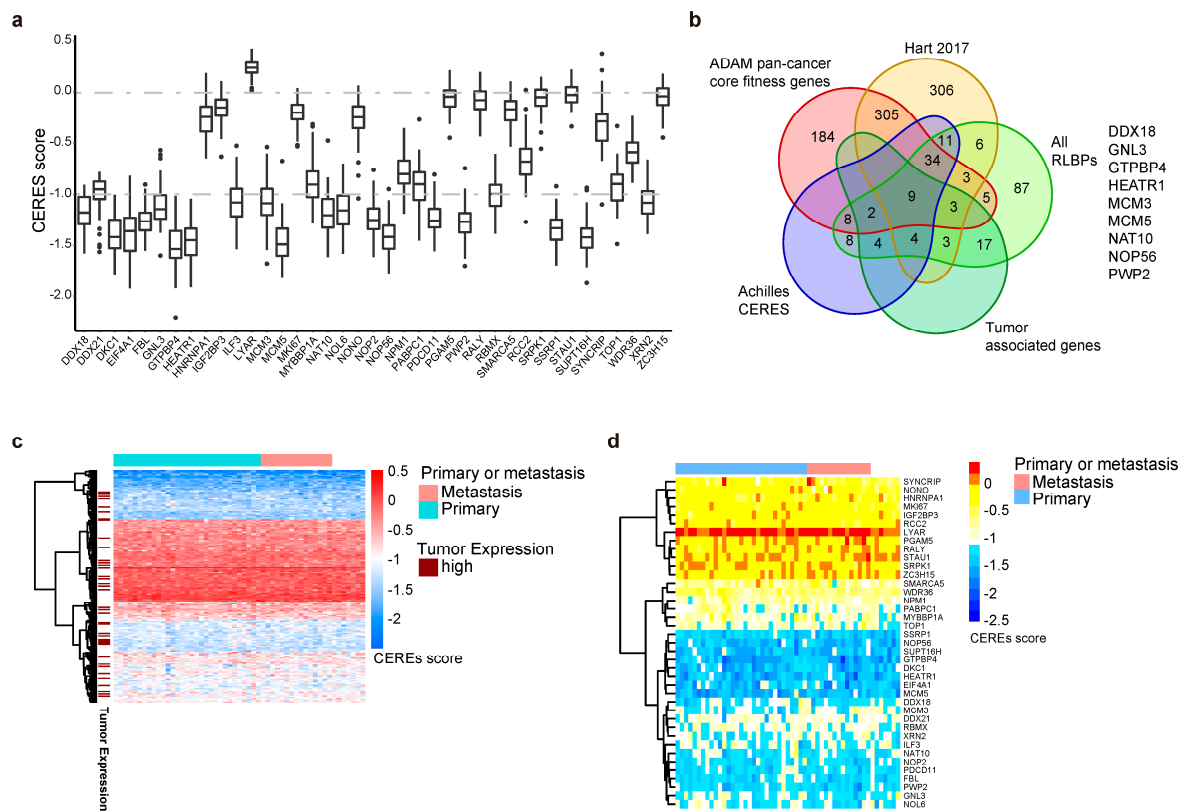 a
CERES score
0.5
0.0
-0.5
-1.0
-1.5
-2.0
DDX18
DDX21
DKC1
EIF4A1
FBL
GNL3
GTPBP4
HEATR1
HNRNPA1
IGF2BP3
ILF3
LYAR
MCM3
MCM5
MKI67
MYBBP1A
NAT10
NOL6
NONO
NOP2
NOP56
NPM1
PABPC1
PDCD11
PGAM5
PWP2
RALY
RBMX
SMARCA5
RCC2
SRPK1
SSRP1
STAU1
SUPT16H
SYNCRIP
TOP1
WDR36
XRN2
ZC3H15
b
Hart 2017
ADAM pan-cancer
core fitness genes
All
RLBPs
Achilles
CERES
Tumor
associated genes
306
305
184
11
6
34
3
87
9
5
8
2
3
8
4
4
3
17
DDX18
GNL3
GTPBP4
HEATR1
MCM3
MCM5
NAT10
NOP56
PWP2
c
0.5
0
-0.5
-1
-1.5
-2
CEREs score
Primary or metastasis
Metastasis
Primary
Tumor Expression
high
Tumor Expression
d
SYNCRIP
NONO
HNRNPA1
MKI67
IGF2BP3
RCC2
LYAR
PGAM5
RALY
STAU1
SRPK1
ZC3H15
SMARCA5
WDR36
NPM1
PABPC1
MYBBP1A
TOP1
SSRP1
NOP56
SUPT16H
GTPBP4
DKC1
HEATR1
EIF4A1
MCM5
DDX18
MCM3
DDX21
RBMX
XRN2
ILF3
NAT10
NOP2
PDCD11
FBL
PWP2
GNL3
NOL6
0
-0.5
-1
-1.5
-2
-2.5
CEREs score
Primary or metastasis
Metastasis
Primary